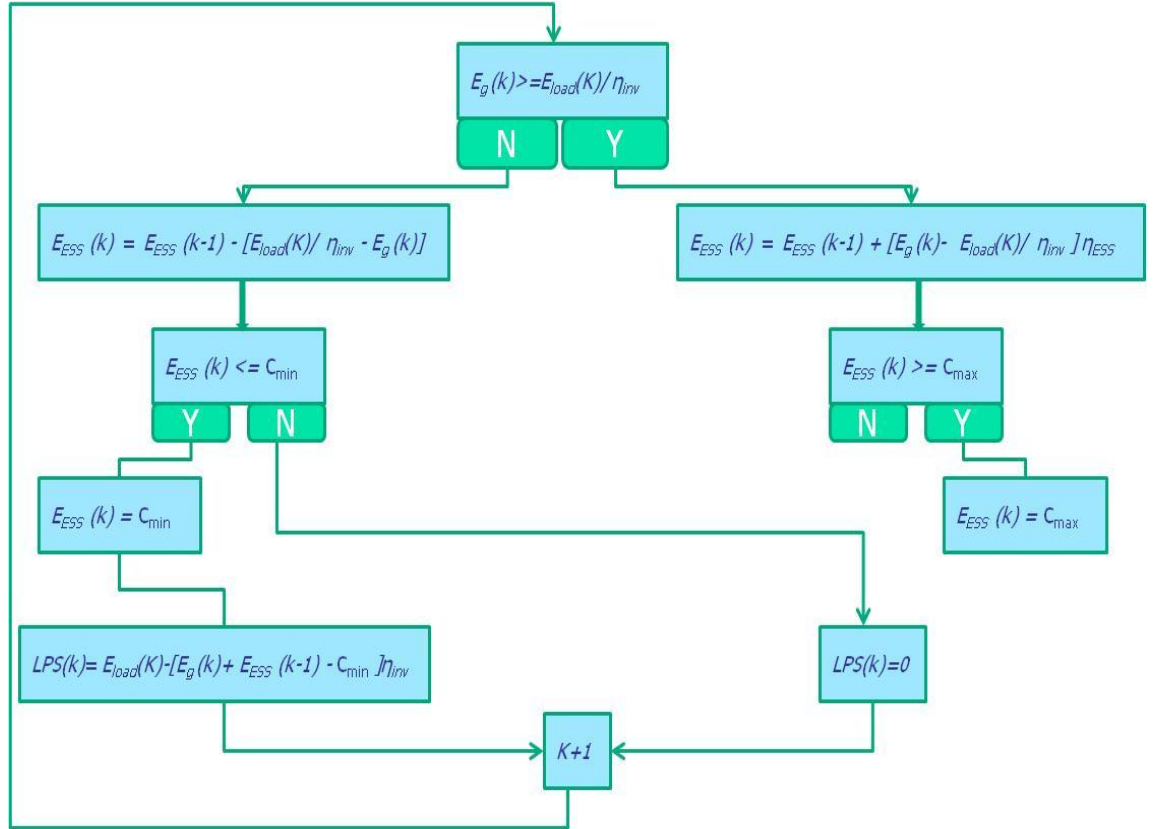 E_g (k)>=E_load(K)/ η_inv
N Y
E_ESS (k) = E_ESS (k-1) - [E_load(K)/ η_inv - E_g (k)]
E_ESS (k) = E_ESS (k-1) + [E_g (k)- E_load(K)/ η_inv ] η_ESS
E_ESS (k) <= C_min
Y N
E_ESS (k) >= C_max
N Y
E_ESS (k) = C_min
E_ESS (k) = C_max
LPS(k)= E_load(K)-[E_g (k)+ E_ESS (k-1) - C_min ]η_inv
LPS(k)=0
K+1